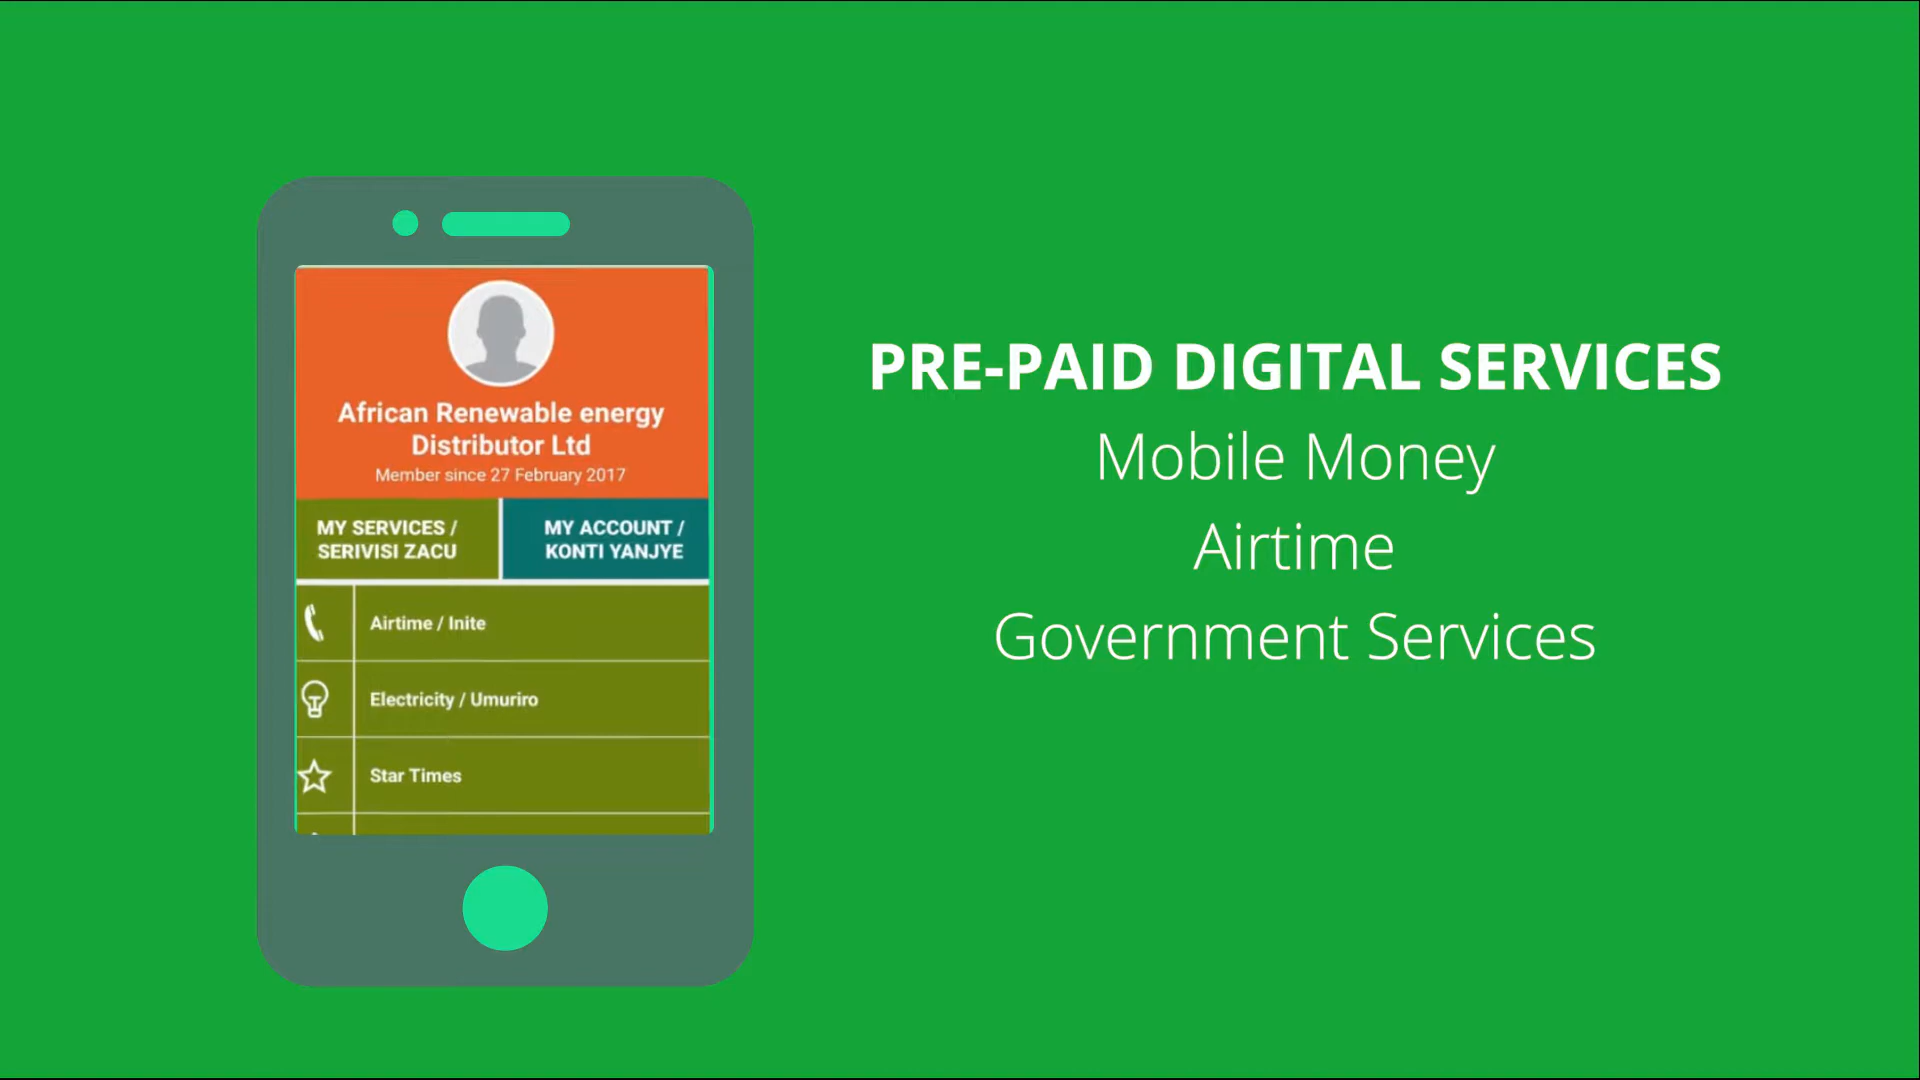 African Renewable energy
Distributor Ltd
Member since 27 February 2017
MY SERVICES /
SERIVISI ZACU
MY ACCOUNT /
KONTI YANJYE
Airtime / Inite
Electricity / Umuriro
Star Times
PRE-PAID DIGITAL SERVICES
Mobile Money
Airtime
Government Services